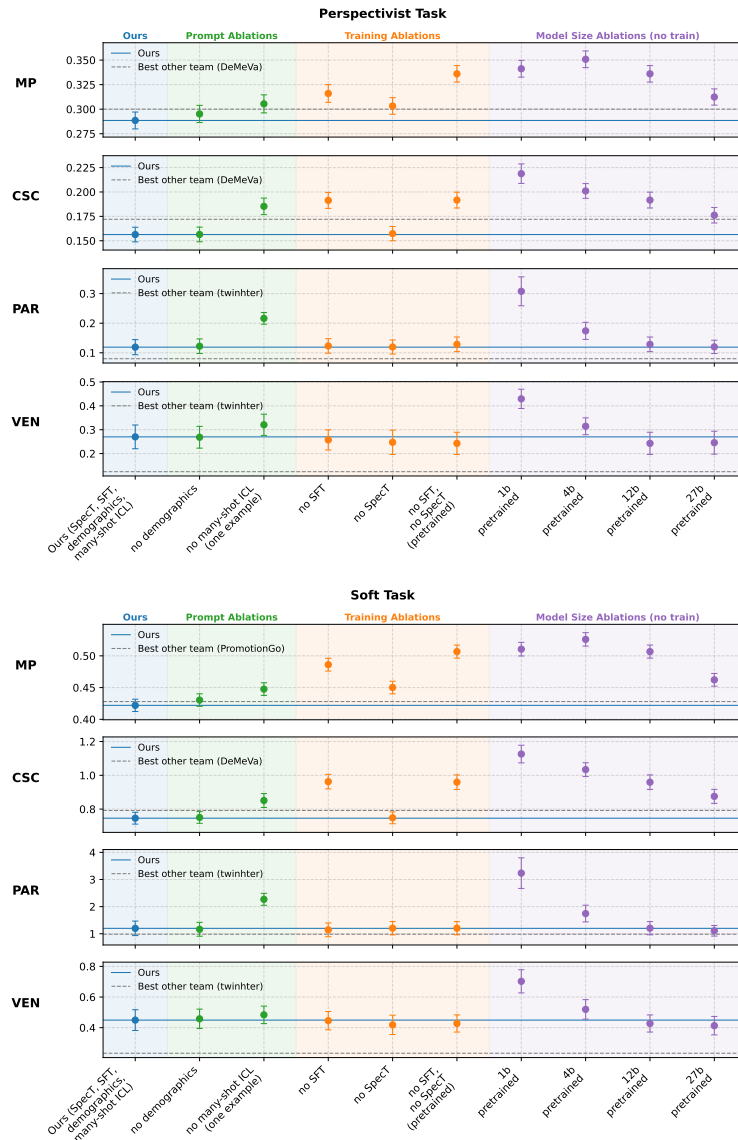 Perspectivist Task
Ours
Prompt Ablations
Training Ablations
Model Size Ablations (no train)
MP
Ours
Best other team (DeMeVa)
0.350
0.325
0.300
0.275
CSC
Ours
Best other team (DeMeVa)
0.225
0.200
0.175
0.150
PAR
Ours
Best other team (twinhter)
0.3
0.2
0.1
VEN
Ours
Best other team (twinhter)
0.5
0.4
0.3
0.2
Ours (SpecT, SFT,
demographics,
many-shot ICL)
no demographics
no many-shot ICL
(one example)
no SFT
no SpecT
no SFT,
no SpecT
(pretrained)
1b
pretrained
4b
pretrained
12b
pretrained
27b
pretrained
Soft Task
Ours
Prompt Ablations
Training Ablations
Model Size Ablations (no train)
MP
Ours
Best other team (PromotionGo)
0.50
0.45
0.40
CSC
Ours
Best other team (DeMeVa)
1.2
1.0
0.8
PAR
Ours
Best other team (twinhter)
4
3
2
1
VEN
Ours
Best other team (twinhter)
0.8
0.6
0.4
Ours (SpecT, SFT,
demographics,
many-shot ICL)
no demographics
no many-shot ICL
(one example)
no SFT
no SpecT
no SFT,
no SpecT
(pretrained)
1b
pretrained
4b
pretrained
12b
pretrained
27b
pretrained